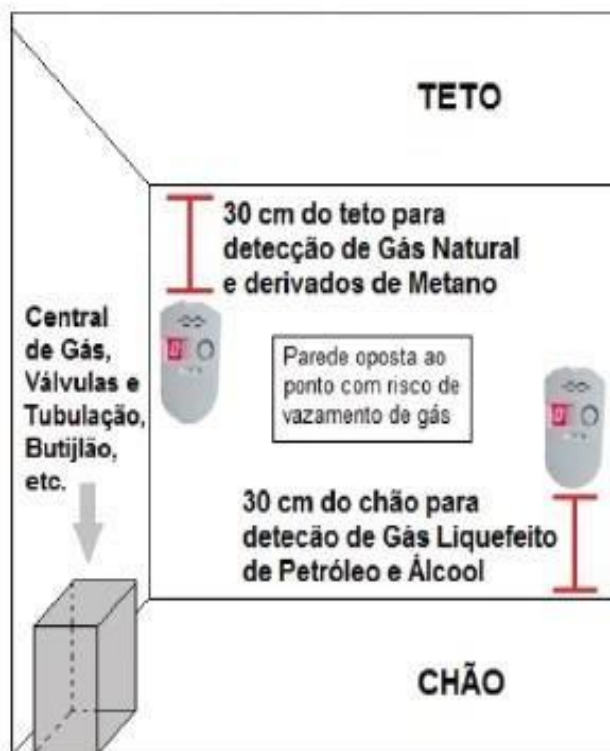 TETO
30 cm do teto para
detecção de Gás Natural
e derivados de Metano
Central
de Gás,
Válvulas e
Tubulação,
Butijlão,
etc.
Parede oposta ao
ponto com risco de
vazamento de gás
30 cm do chão para
detecão de Gás Liquefeito
de Petróleo e Álcool
CHÃO